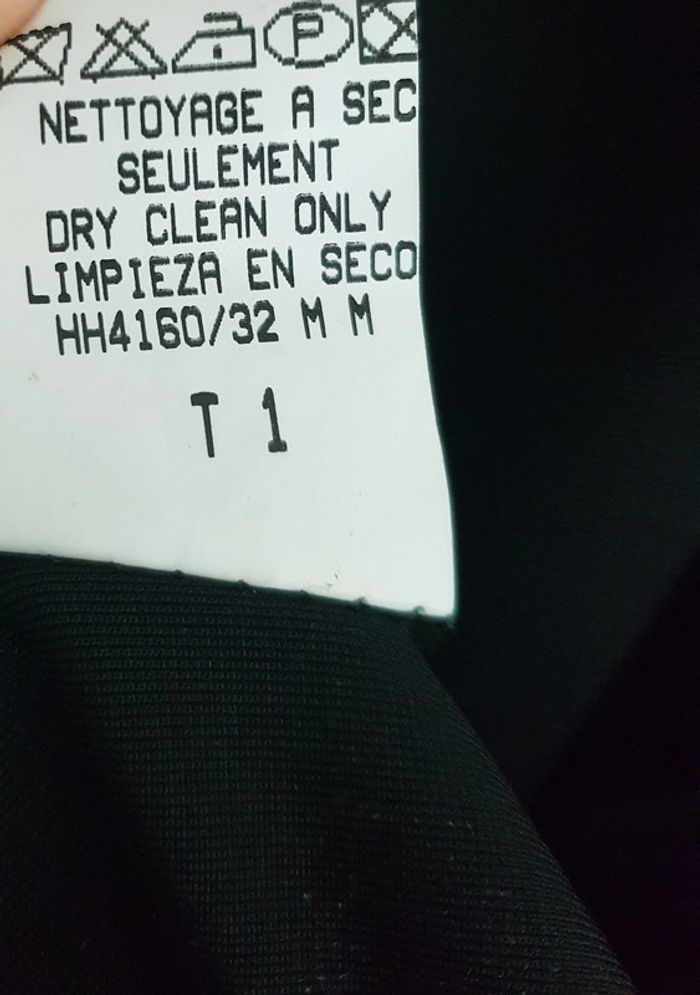 P
NETTOYAGE A SEC
SEULEMENT
DRY CLEAN ONLY
LIMPIEZA EN SECO
HH4160/32 M M
T 1